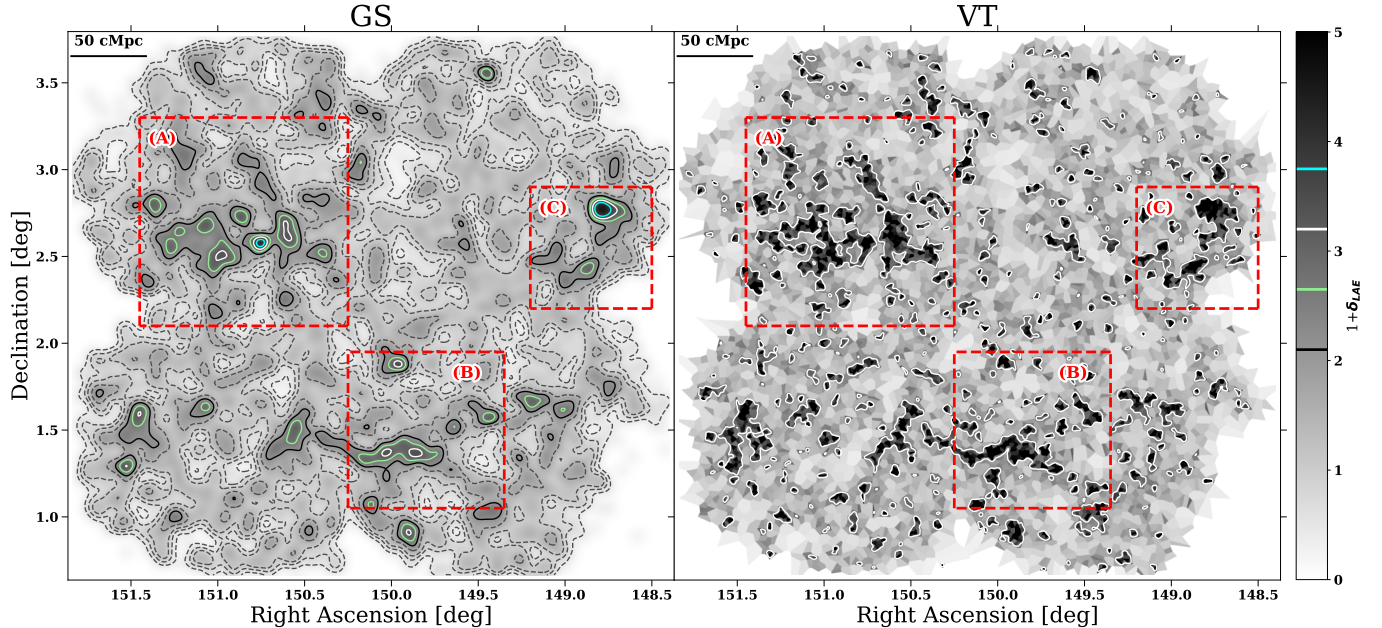 GS
VT
50 cMpc
50 cMpc
(A)
(B)
(C)
(A)
(B)
(C)
3.5
3.0
2.5
2.0
1.5
1.0
Declination [deg]
151.5 151.0 150.5 150.0 149.5 149.0 148.5
151.5 151.0 150.5 150.0 149.5 149.0 148.5
Right Ascension [deg]
Right Ascension [deg]
5
4
3
2
1
0
1+δLAE